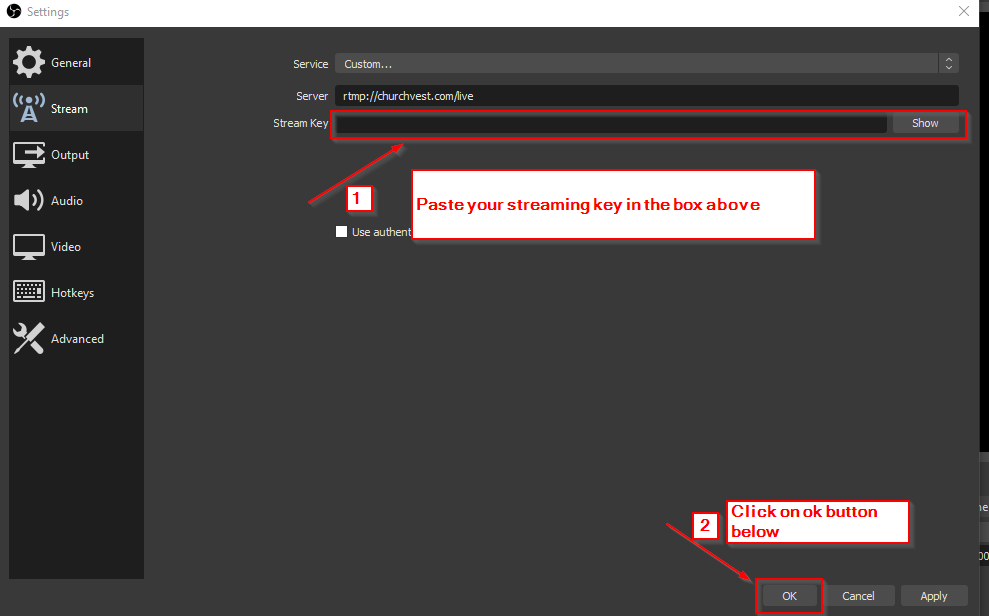 Settings
General
Stream
Output
Audio
Video
Hotkeys
Advanced
Service Custom...
Server rtmp://churchvest.com/live
Stream Key Show
1
Paste your streaming key in the box above
Use authent
2
Click on ok button
below
OK Cancel Apply